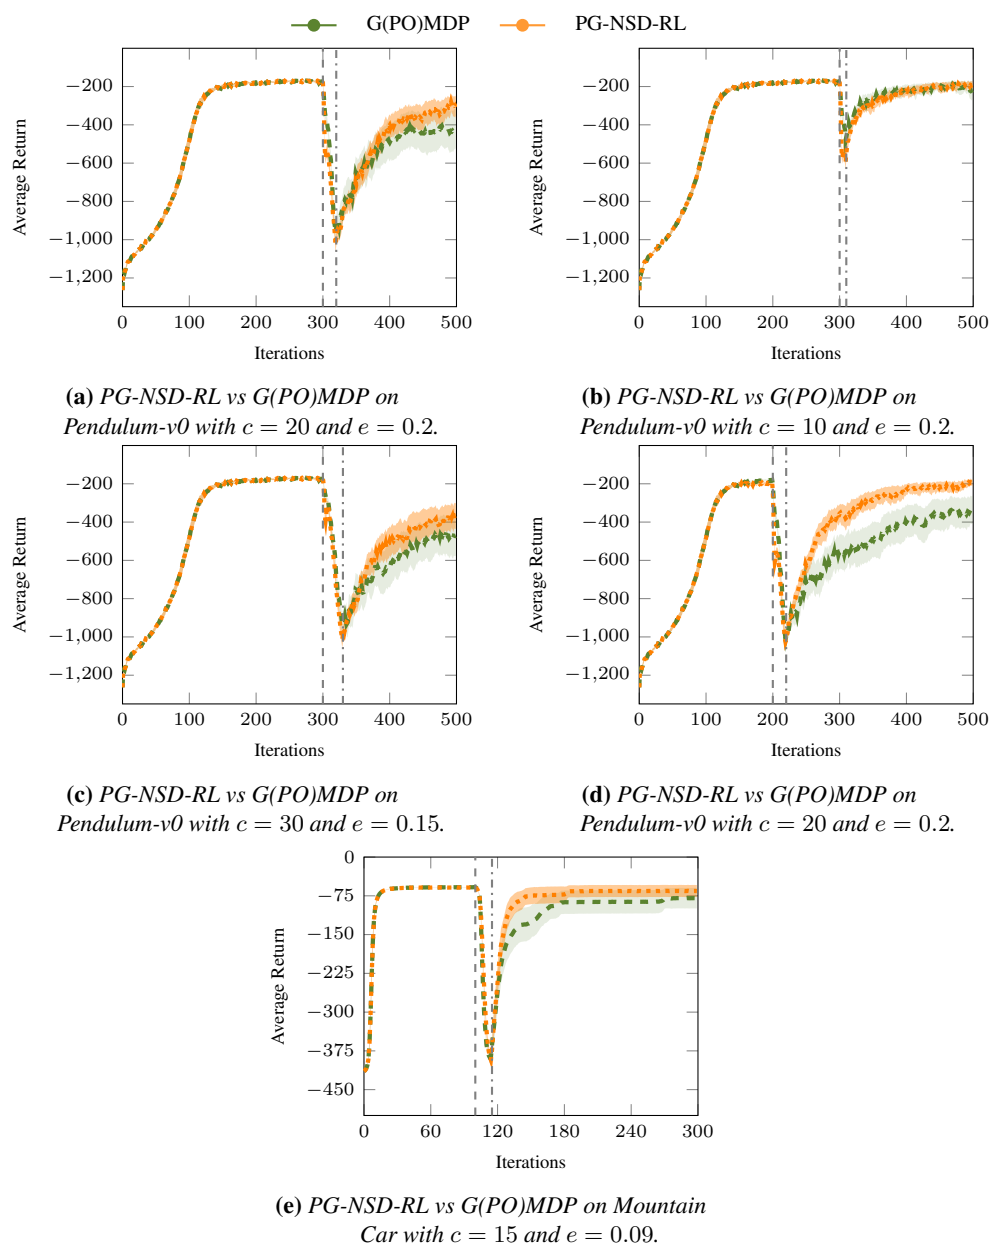 G(PO)MDP PG-NSD-RL
−200
−400
−600
−800
−1,000
−1,200
0 100 200 300 400 500
Average Return
Iterations
(a) PG-NSD-RL vs G(PO)MDP on
Pendulum-v0 with c = 20 and e = 0.2.
−200
−400
−600
−800
−1,000
−1,200
0 100 200 300 400 500
Average Return
Iterations
(b) PG-NSD-RL vs G(PO)MDP on
Pendulum-v0 with c = 10 and e = 0.2.
−200
−400
−600
−800
−1,000
−1,200
0 100 200 300 400 500
Average Return
Iterations
(c) PG-NSD-RL vs G(PO)MDP on
Pendulum-v0 with c = 30 and e = 0.15.
−200
−400
−600
−800
−1,000
−1,200
0 100 200 300 400 500
Average Return
Iterations
(d) PG-NSD-RL vs G(PO)MDP on
Pendulum-v0 with c = 20 and e = 0.2.
0
−75
−150
−225
−300
−375
−450
0 60 120 180 240 300
Average Return
Iterations
(e) PG-NSD-RL vs G(PO)MDP on Mountain
Car with c = 15 and e = 0.09.